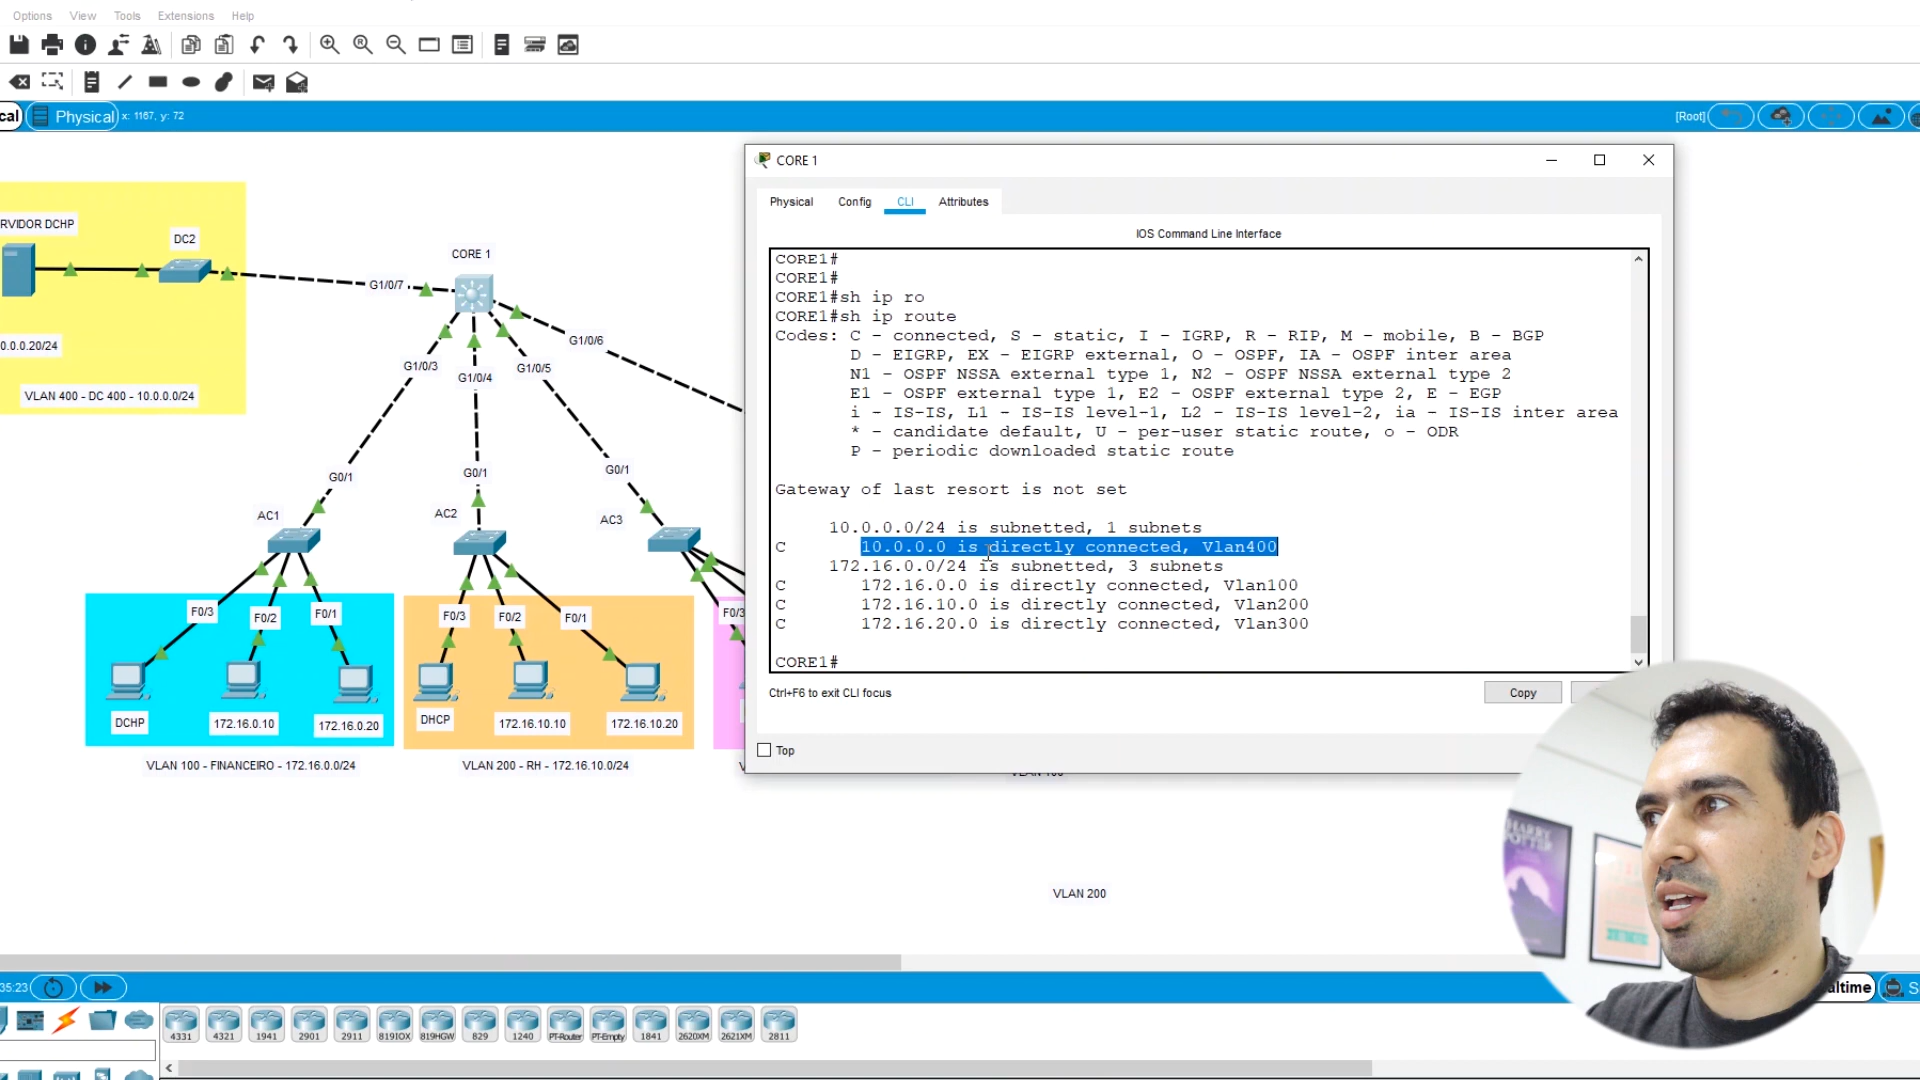 Options View Tools Extensions Help
cal Physical x: 1167, y: 72 [Root]
CORE 1
Physical Config CLI Attributes
IOS Command Line Interface
CORE1#
CORE1#
CORE1#sh ip ro
CORE1#sh ip route
Codes: C - connected, S - static, I - IGRP, R - RIP, M - mobile, B - BGP
D - EIGRP, EX - EIGRP external, O - OSPF, IA - OSPF inter area
N1 - OSPF NSSA external type 1, N2 - OSPF NSSA external type 2
E1 - OSPF external type 1, E2 - OSPF external type 2, E - EGP
i - IS-IS, L1 - IS-IS level-1, L2 - IS-IS level-2, ia - IS-IS inter area
* - candidate default, U - per-user static route, o - ODR
P - periodic downloaded static route
Gateway of last resort is not set
10.0.0.0/24 is subnetted, 1 subnets
C 10.0.0.0 is directly connected, Vlan400
172.16.0.0/24 is subnetted, 3 subnets
C 172.16.0.0 is directly connected, Vlan100
C 172.16.10.0 is directly connected, Vlan200
C 172.16.20.0 is directly connected, Vlan300
CORE1#
Ctrl+F6 to exit CLI focus
Copy
Top
RVIDOR DCHP
DC2
CORE 1
G1/0/7
0.0.0.20/24
G1/0/6
G1/0/3
G1/0/4
G1/0/5
VLAN 400 - DC 400 - 10.0.0.0/24
G0/1
G0/1
G0/1
AC1
AC2
AC3
F0/3
F0/2
F0/1
F0/3
F0/2
F0/1
F0/3
DCHP
172.16.0.10
172.16.0.20
DHCP
172.16.10.10
172.16.10.20
VLAN 100 - FINANCEIRO - 172.16.0.0/24
VLAN 200 - RH - 172.16.10.0/24
VLAN 200
HARRY
POTTER
35:23
altime S
4331 4321 1941 2901 2911 819IOX 819HGW 829 1240 PT-Router PT-Empty 1841 2620XM 2621XM 2811